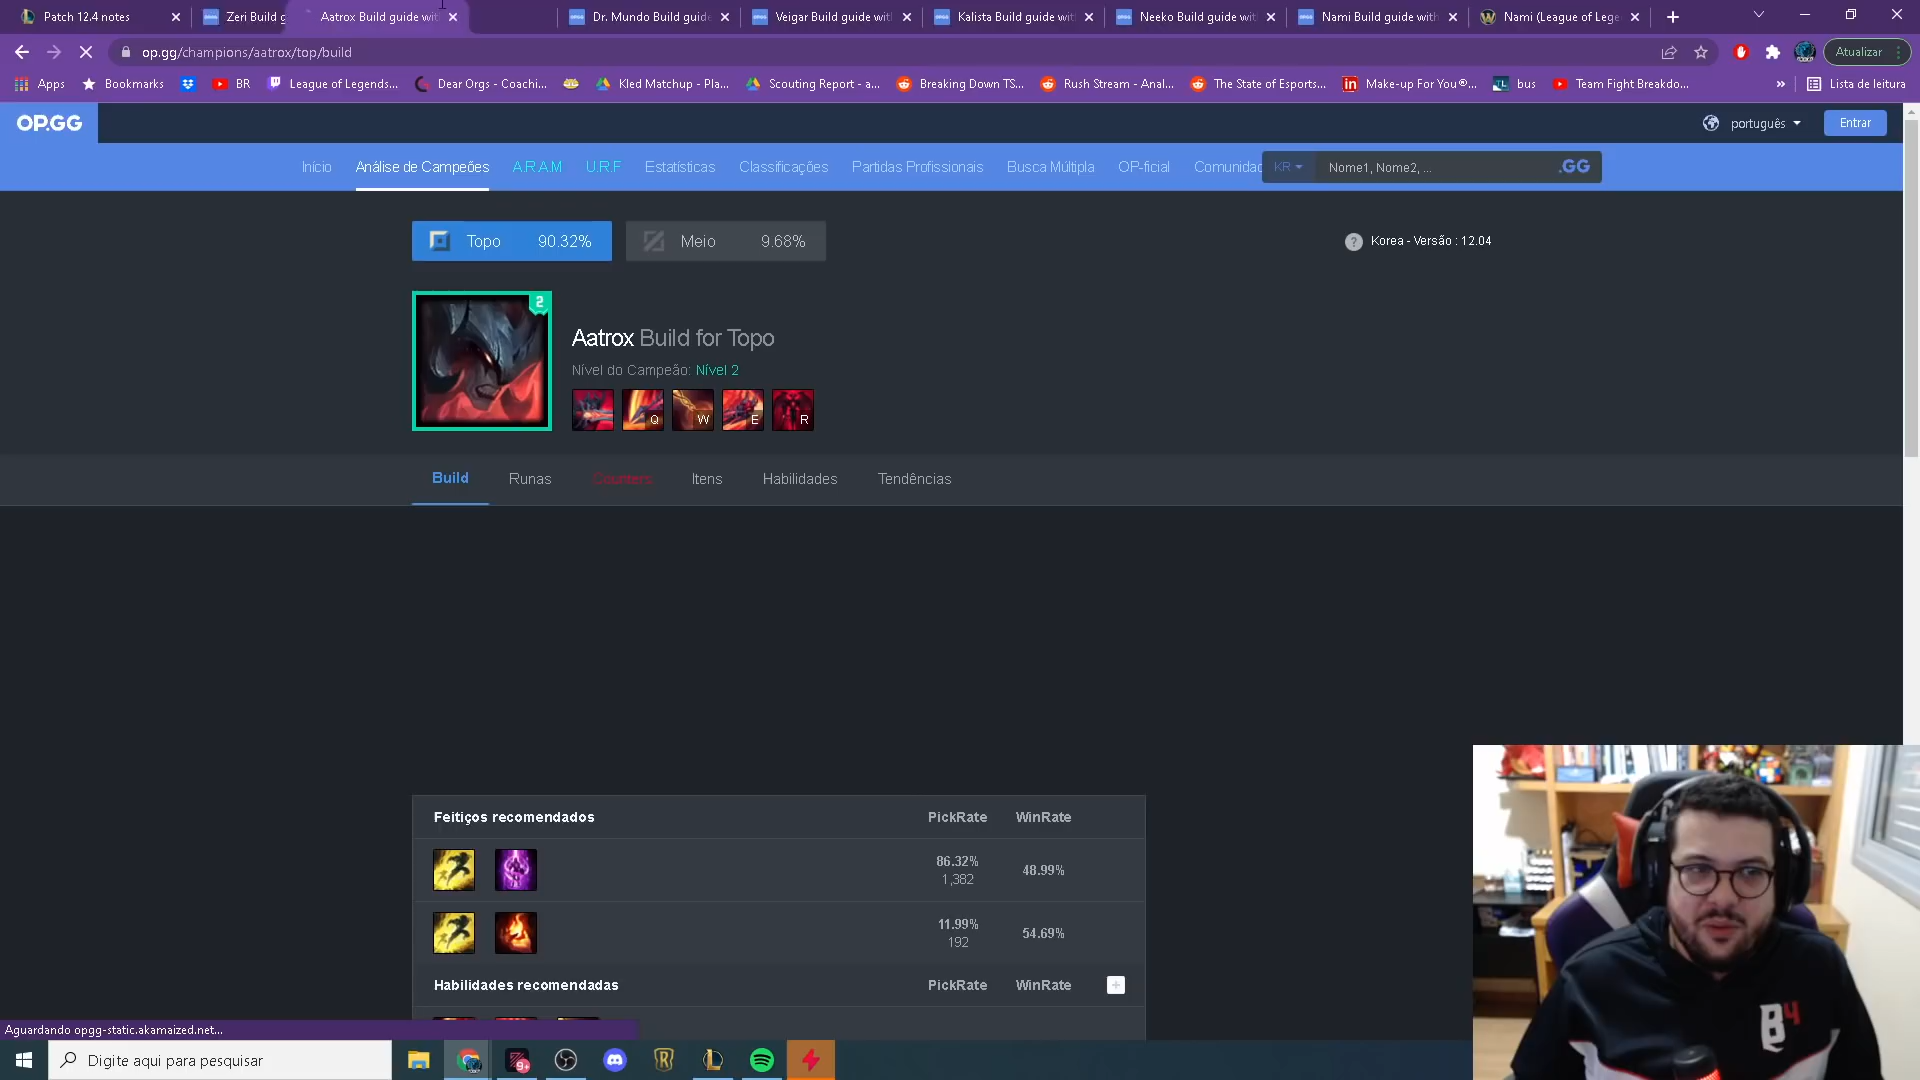 Patch 12.4 notes
Zeri Build g
Aatrox Build guide wit
Dr. Mundo Build guide
Veigar Build guide wit
Kalista Build guide wit
Neeko Build guide wit
Nami Build guide with
Nami (League of Lege
op.gg/champions/aatrox/top/build
Atualizar
Apps
Bookmarks
BR
League of Legends...
Dear Orgs - Coachi...
Kled Matchup - Pla...
Scouting Report - a...
Breaking Down TS...
Rush Stream - Anal...
The State of Esports...
Make-up For You®...
bus
Team Fight Breakdo...
»
Lista de leitura
OP.GG
português
Entrar
Início
Análise de Campeões
A.R.A.M
U.R.F
Estatísticas
Classificações
Partidas Profissionais
Busca Múltipla
OP-ficial
Comunidad
KR
Nome1, Nome2, ...
.GG
Topo 90.32%
Meio 9.68%
? Korea - Versão : 12.04
2
Aatrox Build for Topo
Nível do Campeão: Nível 2
Q
W
E
R
Build
Runas
Counters
Itens
Habilidades
Tendências
Feitiços recomendados PickRate WinRate
86.32%
1,382
48.99%
11.99%
192
54.69%
Habilidades recomendadas PickRate WinRate
Aguardando opgg-static.akamaized.net...
Digite aqui para pesquisar
9+
B4